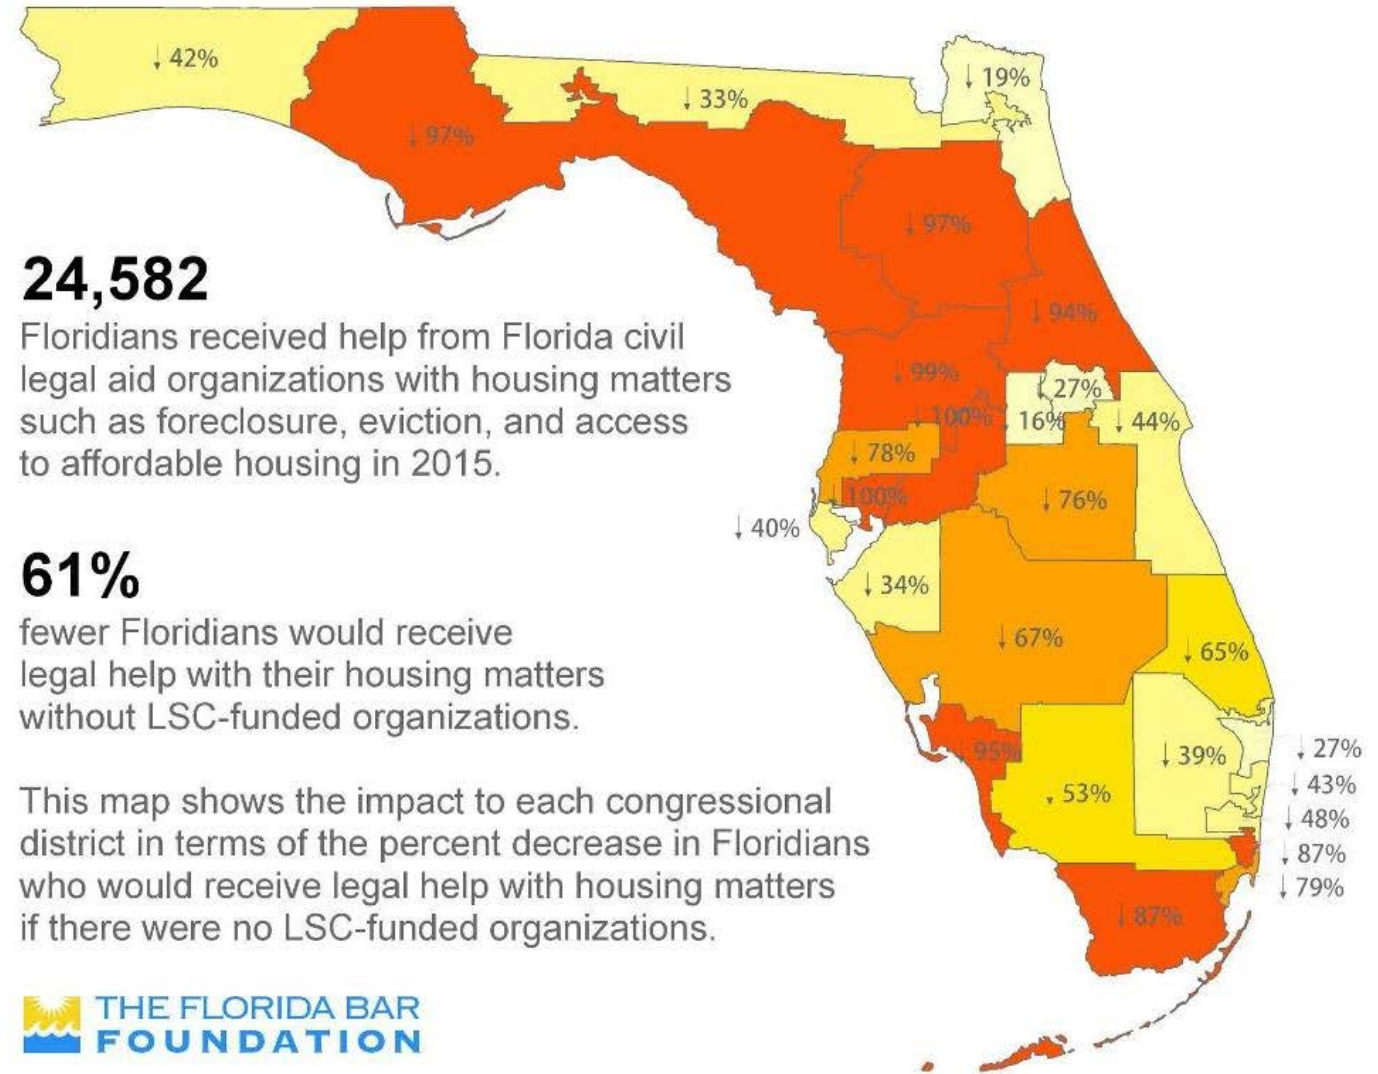 ↓ 42%
↓ 97%
↓ 33%
↓ 19%
↓ 97%
↓ 94%
↓ 99%
↓ 100%
↓ 27%
↓ 16%
↓ 44%
↓ 78%
↓ 100%
↓ 76%
↓ 40%
↓ 34%
↓ 67%
↓ 65%
↓ 95%
↓ 53%
↓ 39%
↓ 27%
↓ 43%
↓ 48%
↓ 87%
↓ 79%
↓ 87%
24,582
Floridians received help from Florida civil
legal aid organizations with housing matters
such as foreclosure, eviction, and access
to affordable housing in 2015.
61%
fewer Floridians would receive
legal help with their housing matters
without LSC-funded organizations.
This map shows the impact to each congressional
district in terms of the percent decrease in Floridians
who would receive legal help with housing matters
if there were no LSC-funded organizations.
THE FLORIDA BAR
FOUNDATION